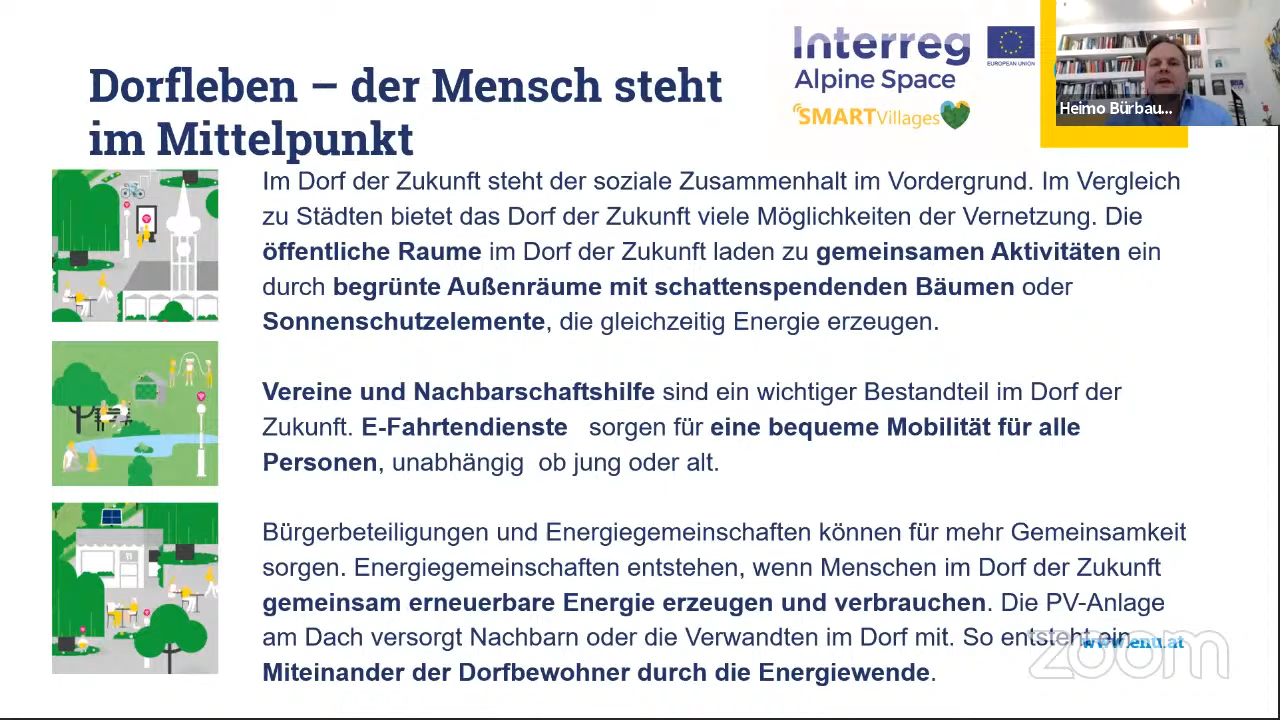 Interreg
EUROPEAN UNION
Alpine Space
SMARTVillages
Heimo Bürbau...
Dorfleben – der Mensch steht
im Mittelpunkt
Im Dorf der Zukunft steht der soziale Zusammenhalt im Vordergrund. Im Vergleich
zu Städten bietet das Dorf der Zukunft viele Möglichkeiten der Vernetzung. Die
öffentliche Raume im Dorf der Zukunft laden zu gemeinsamen Aktivitäten ein
durch begrünte Außenräume mit schattenspendenden Bäumen oder
Sonnenschutzelemente, die gleichzeitig Energie erzeugen.
Vereine und Nachbarschaftshilfe sind ein wichtiger Bestandteil im Dorf der
Zukunft. E-Fahrtendienste sorgen für eine bequeme Mobilität für alle
Personen, unabhängig ob jung oder alt.
Bürgerbeteiligungen und Energiegemeinschaften können für mehr Gemeinsamkeit
sorgen. Energiegemeinschaften entstehen, wenn Menschen im Dorf der Zukunft
gemeinsam erneuerbare Energie erzeugen und verbrauchen. Die PV-Anlage
am Dach versorgt Nachbarn oder die Verwandten im Dorf mit. So entsteht ein
Miteinander der Dorfbewohner durch die Energiewende.
www.enu.at
zoom